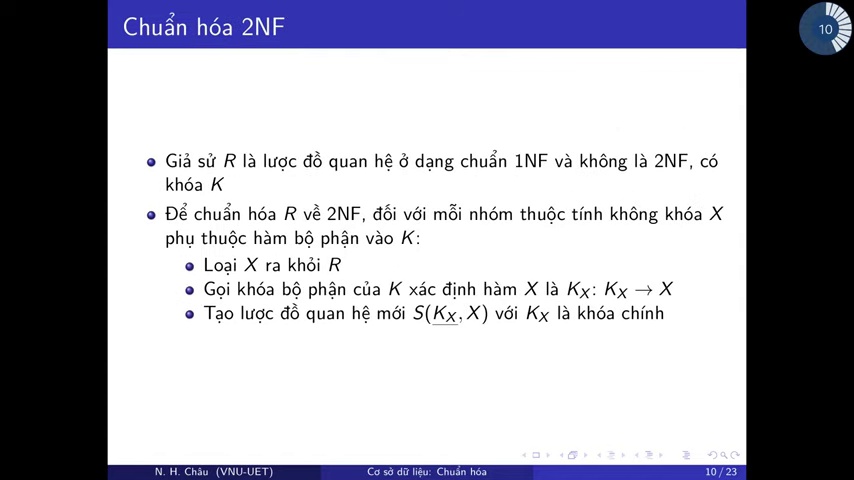 Chuẩn hóa 2NF
10
Giả sử R là lược đồ quan hệ ở dạng chuẩn 1NF và không là 2NF, có
khóa K
Để chuẩn hóa R về 2NF, đối với mỗi nhóm thuộc tính không khóa X
phụ thuộc hàm bộ phận vào K:
Loại X ra khỏi R
Gọi khóa bộ phận của K xác định hàm X là K_X: K_X → X
Tạo lược đồ quan hệ mới S(K_X, X) với K_X là khóa chính
N. H. Châu (VNU-UET) Cơ sở dữ liệu: Chuẩn hóa 10 / 23